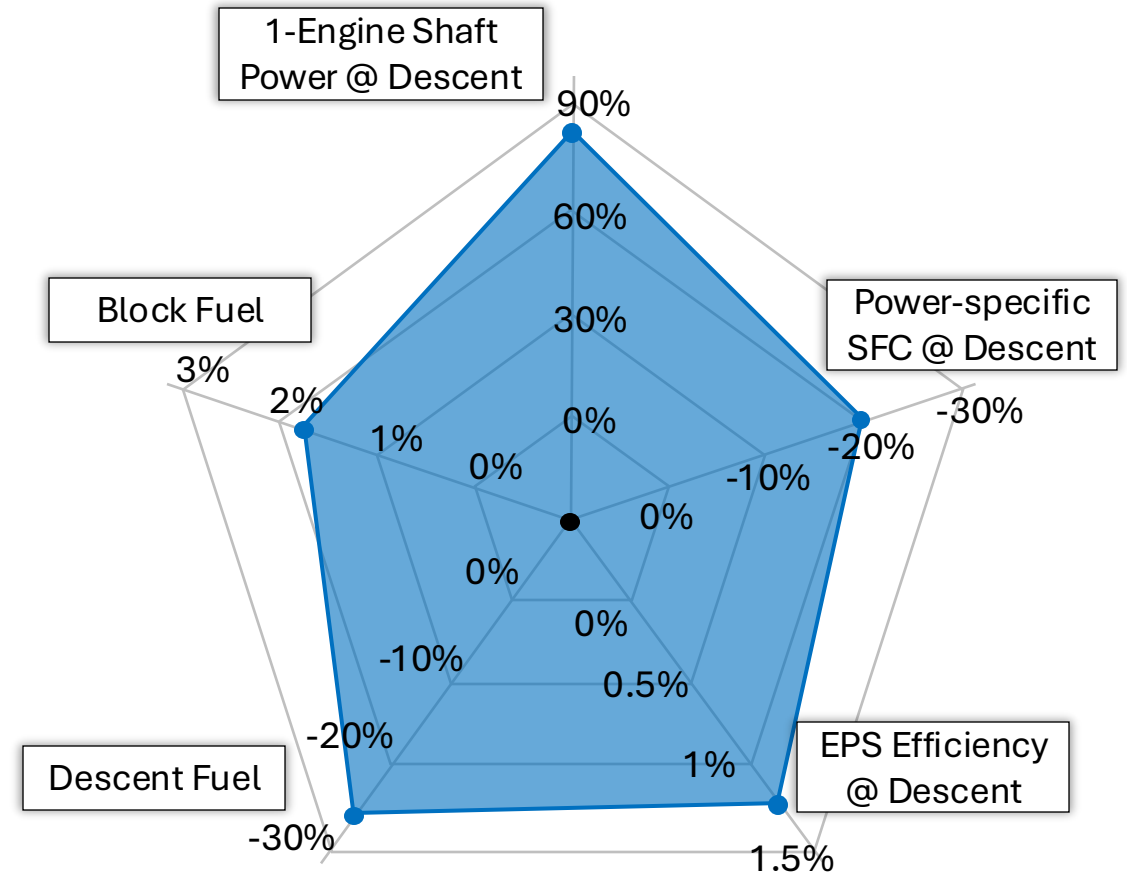 1-Engine Shaft
Power @ Descent
90%
60%
30%
0%
Block Fuel
3%
2%
1%
0%
Power-specific
SFC @ Descent
-30%
-20%
-10%
0%
0%
-10%
-20%
-30%
Descent Fuel
0%
0.5%
1%
1.5%
EPS Efficiency
@ Descent